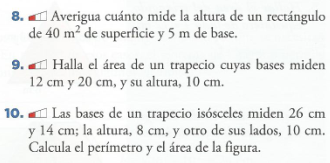 8. Averigua cuánto mide la altura de un rectángulo
de 40 m² de superficie y 5 m de base.
9. Halla el área de un trapecio cuyas bases miden
12 cm y 20 cm, y su altura, 10 cm.
10. Las bases de un trapecio isósceles miden 26 cm
y 14 cm; la altura, 8 cm, y otro de sus lados, 10 cm.
Calcula el perímetro y el área de la figura.